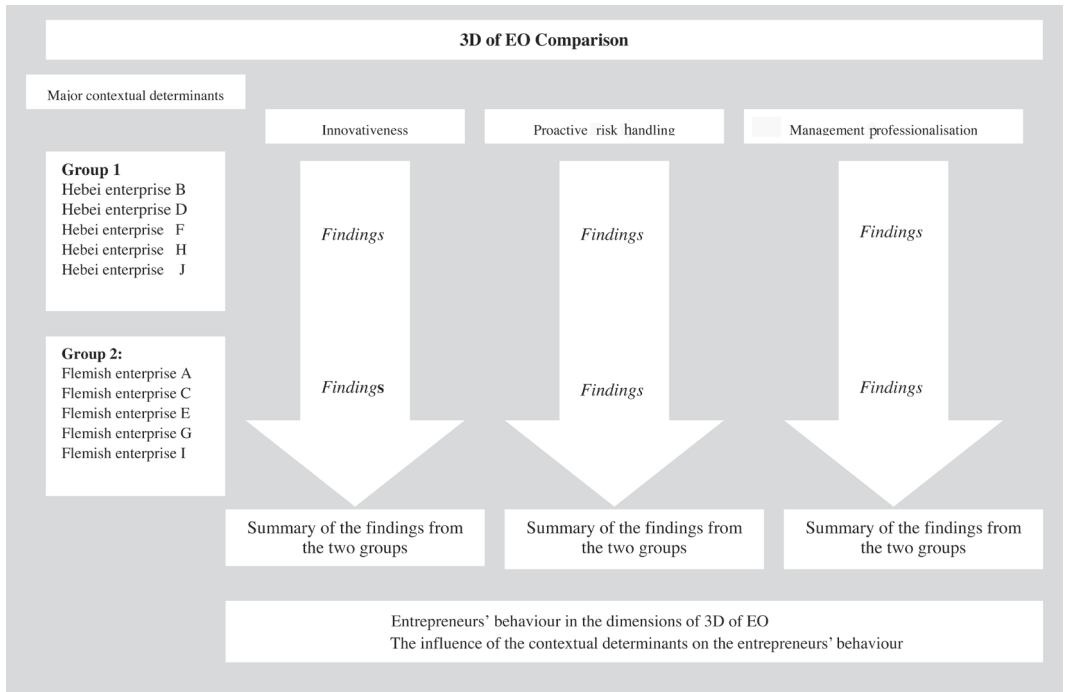 3D of EO Comparison
Major contextual determinants
Innovativeness
Proactive risk handling
Management professionalisation
Group 1
Hebei enterprise B
Hebei enterprise D
Hebei enterprise F
Hebei enterprise H
Hebei enterprise J
Findings
Findings
Findings
Group 2:
Flemish enterprise A
Flemish enterprise C
Flemish enterprise E
Flemish enterprise G
Flemish enterprise I
Findings
Findings
Findings
Summary of the findings from
the two groups
Summary of the findings from
the two groups
Summary of the findings from
the two groups
Entrepreneurs' behaviour in the dimensions of 3D of EO
The influence of the contextual determinants on the entrepreneurs' behaviour